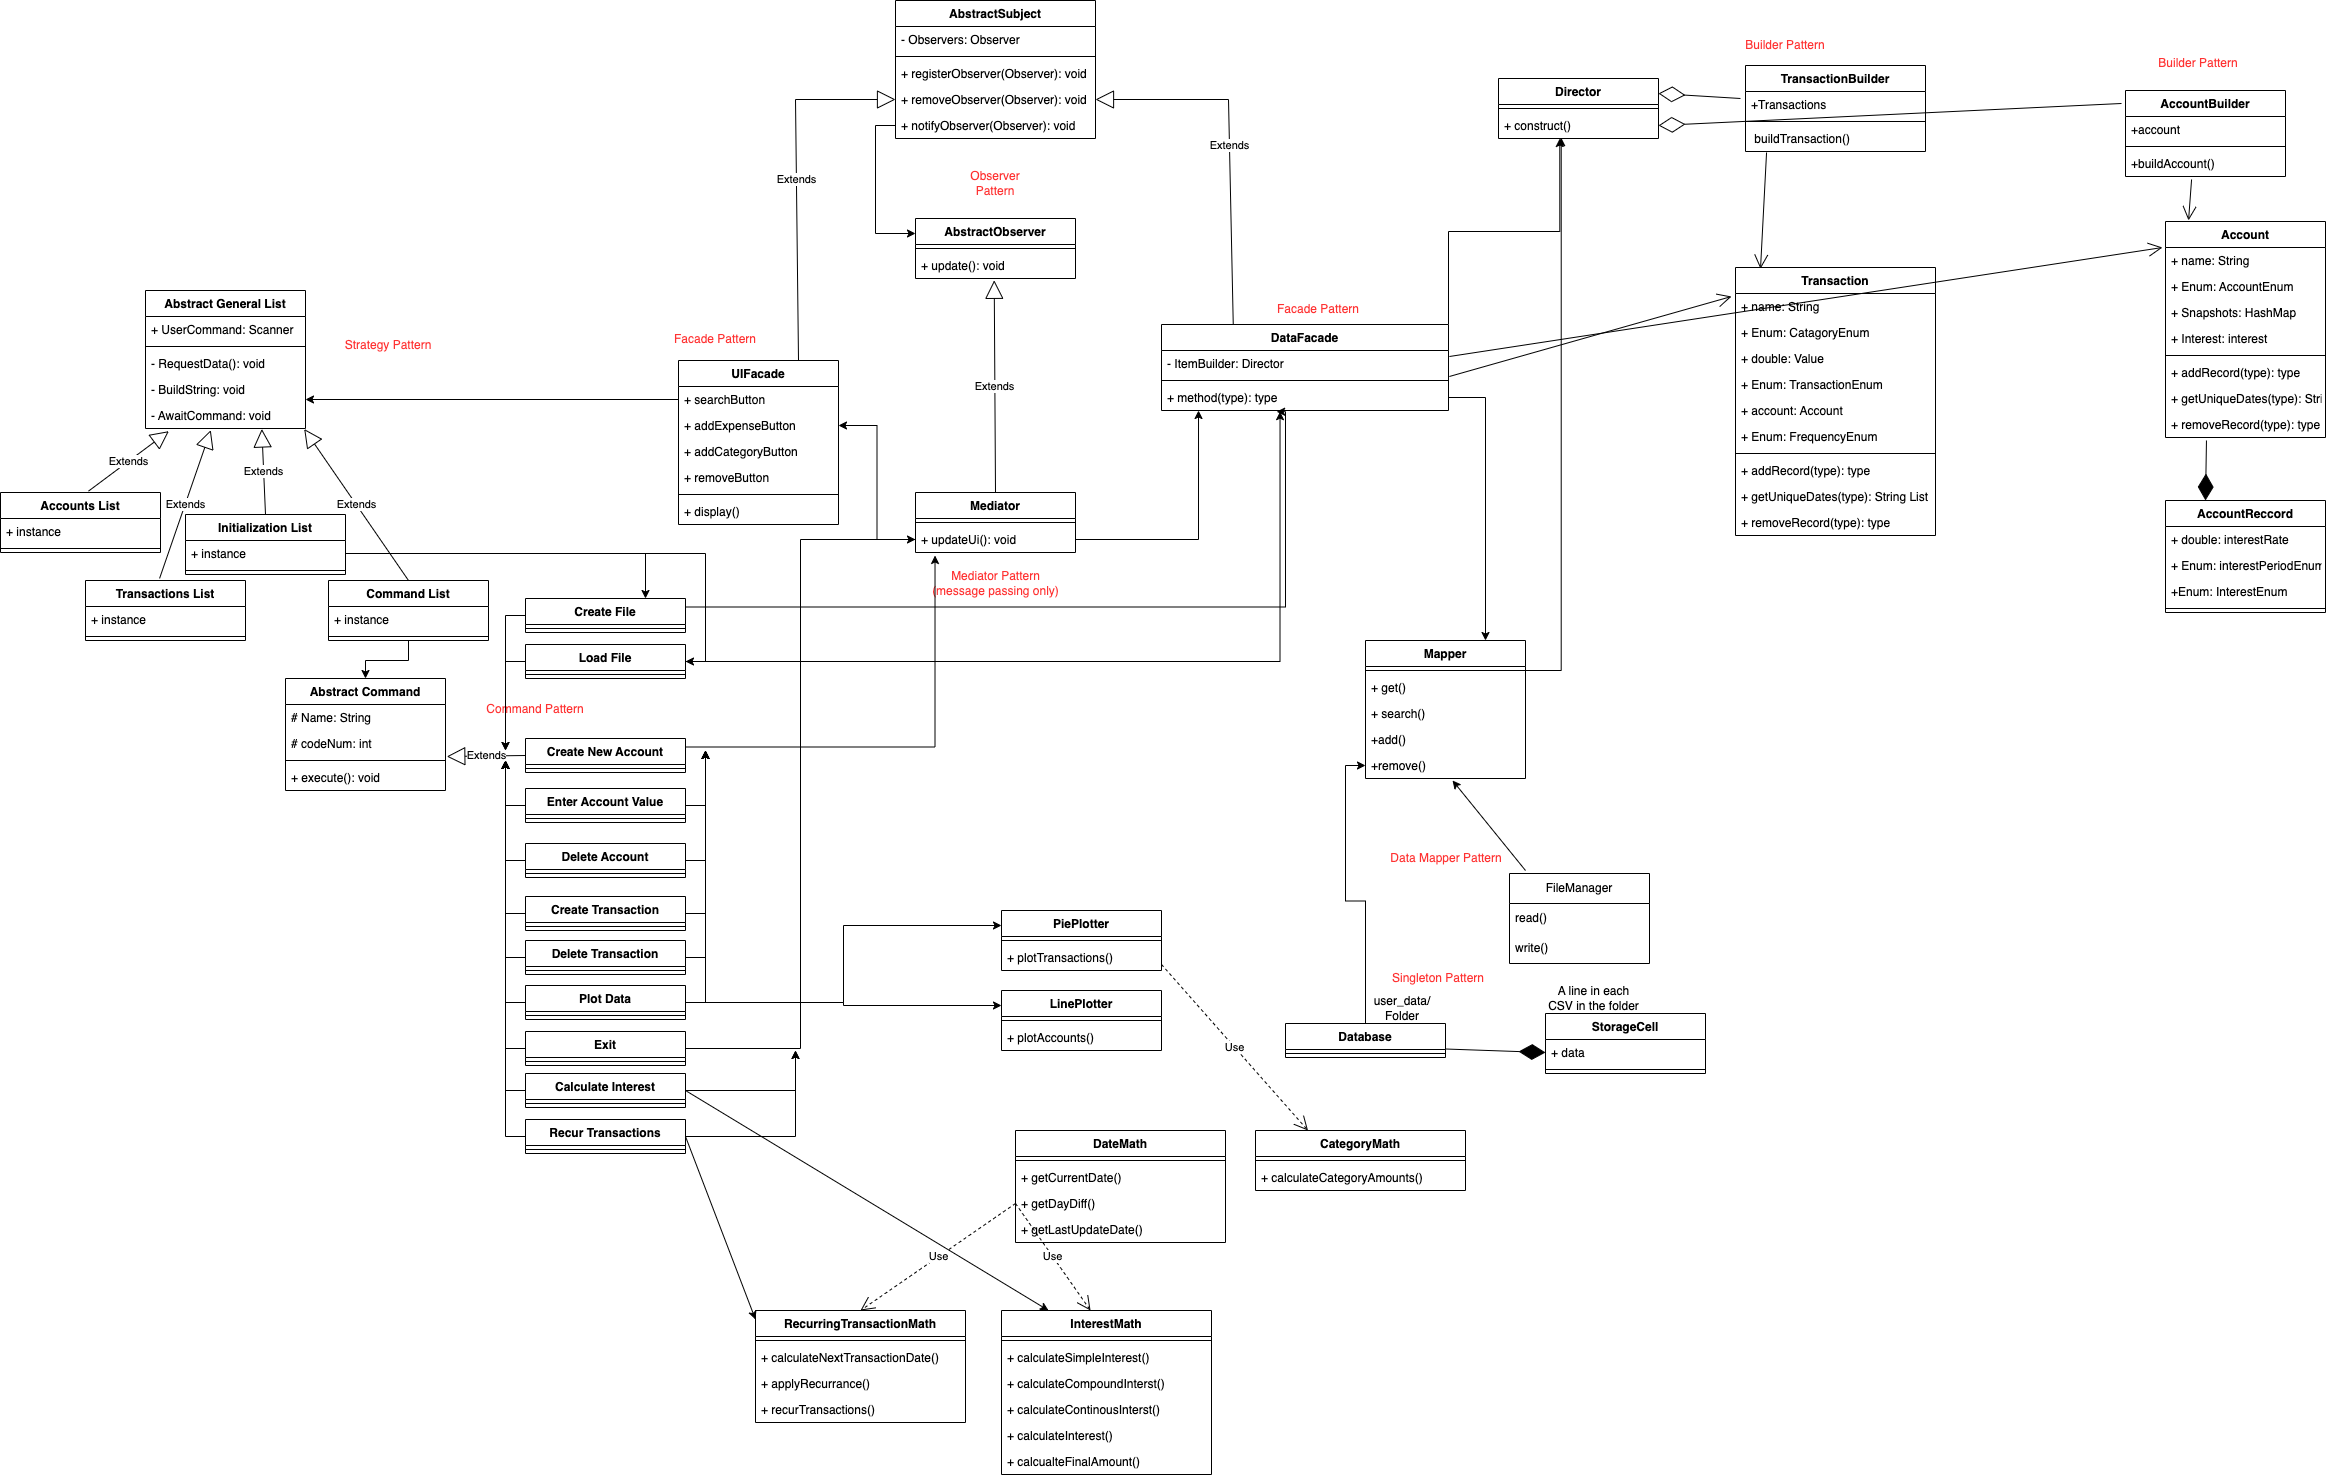 AbstractSubject
- Observers: Observer
+ registerObserver(Observer): void
+ removeObserver(Observer): void
+ notifyObserver(Observer): void
Extends
Extends
Observer
Pattern
AbstractObserver
+ update(): void
Extends
Builder Pattern
Builder Pattern
Director
+ construct()
TransactionBuilder
+Transactions
buildTransaction()
AccountBuilder
+account
+buildAccount()
Account
+ name: String
+ Enum: AccountEnum
+ Snapshots: HashMap
+ Interest: interest
+ addRecord(type): type
+ getUniqueDates(type): Stri
+ removeRecord(type): type
Transaction
+ name: String
+ Enum: CatagoryEnum
+ double: Value
+ Enum: TransactionEnum
+ account: Account
+ Enum: FrequencyEnum
+ addRecord(type): type
+ getUniqueDates(type): String List
+ removeRecord(type): type
AccountReccord
+ double: interestRate
+ Enum: interestPeriodEnum
+Enum: InterestEnum
Abstract General List
+ UserCommand: Scanner
- RequestData(): void
- BuildString: void
- AwaitCommand: void
Strategy Pattern
Facade Pattern
UIFacade
+ searchButton
+ addExpenseButton
+ addCategoryButton
+ removeButton
+ display()
Facade Pattern
DataFacade
- ItemBuilder: Director
+ method(type): type
Extends
Extends
Extends
Extends
Accounts List
+ instance
Initialization List
+ instance
Transactions List
+ instance
Command List
+ instance
Mediator
+ updateUi(): void
Mediator Pattern
(message passing only)
Create File
Load File
Abstract Command
# Name: String
# codeNum: int
+ execute(): void
Command Pattern
Extends
Create New Account
Enter Account Value
Delete Account
Create Transaction
Delete Transaction
Plot Data
Exit
Calculate Interest
Recur Transactions
Mapper
+ get()
+ search()
+add()
+remove()
Data Mapper Pattern
FileManager
read()
write()
Singleton Pattern
user_data/
Folder
Database
A line in each
CSV in the folder
StorageCell
+ data
PiePlotter
+ plotTransactions()
LinePlotter
+ plotAccounts()
Use
DateMath
+ getCurrentDate()
+ getDayDiff()
+ getLastUpdateDate()
CategoryMath
+ calculateCategoryAmounts()
Use
Use
RecurringTransactionMath
+ calculateNextTransactionDate()
+ applyRecurrance()
+ recurTransactions()
InterestMath
+ calculateSimpleInterest()
+ calculateCompoundInterst()
+ calculateContinousInterst()
+ calculateInterest()
+ calcualteFinalAmount()